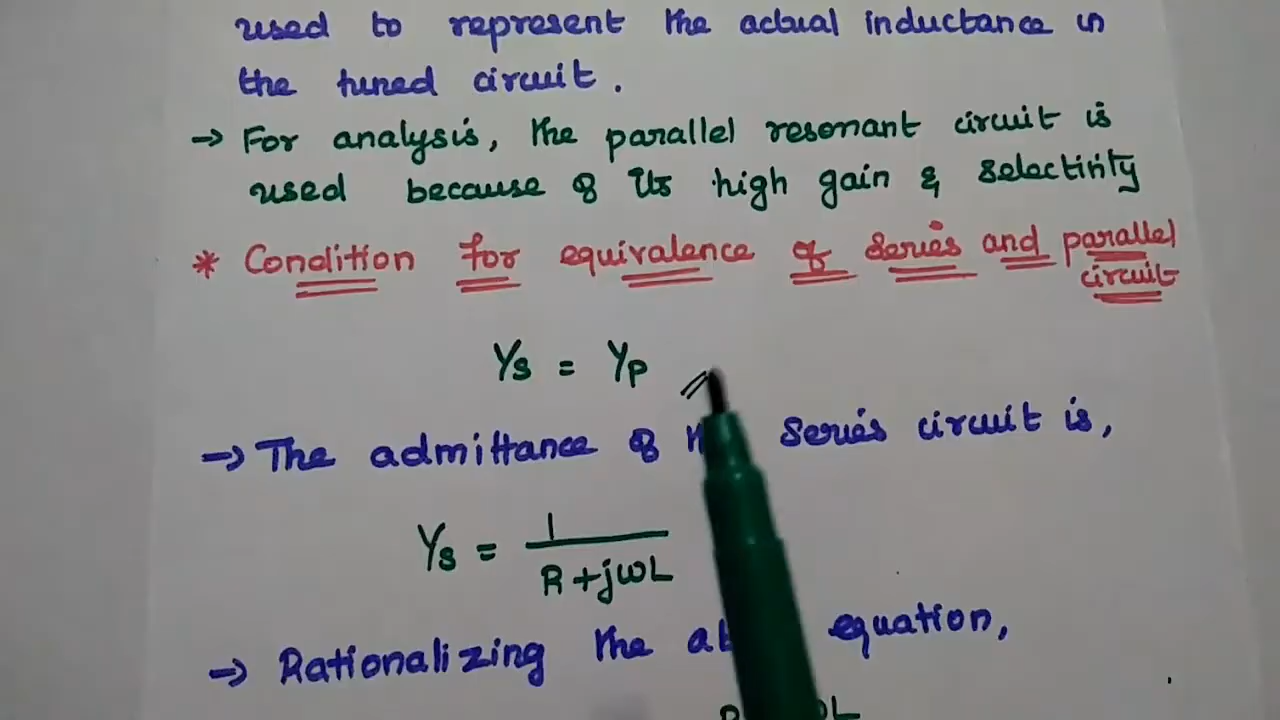 used to represent the actual inductance in
the tuned circuit.
→ For analysis, the parallel resonant circuit is
used because of its high gain & selectivity
* Condition for equivalence of series and parallel
circuit
Ys = Yp
→ The admittance of the series circuit is,
Ys = 1 / (R + jωL)
→ Rationalizing the equation,